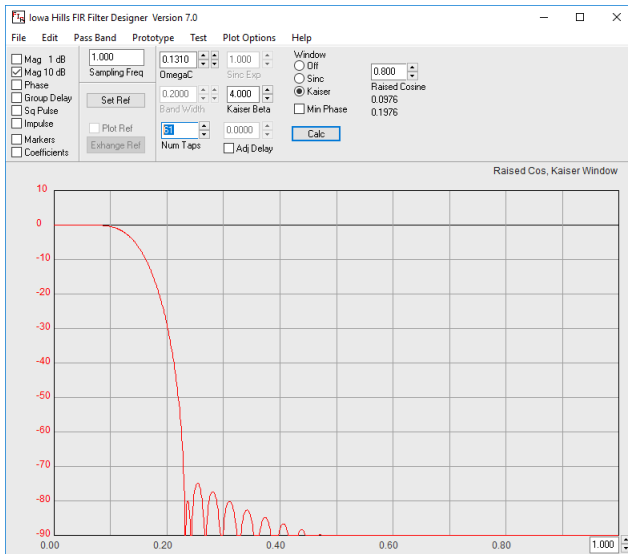 Iowa Hills FIR Filter Designer Version 7.0
File Edit Pass Band Prototype Test Plot Options Help
Mag 1 dB
Mag 10 dB
Phase
Group Delay
Sq Pulse
Impulse
Markers
Coefficients
1.000
Sampling Freq
Set Ref
Plot Ref
Exhange Ref
0.1310
OmegaC
0.2000
Band Width
61
Num Taps
1.000
Sinc Exp
4.000
Kaiser Beta
0.0000
Adj Delay
Window
Off
Sinc
Kaiser
Min Phase
Calc
0.800
Raised Cosine
0.0976
0.1976
Raised Cos, Kaiser Window
10
0
-10
-20
-30
-40
-50
-60
-70
-80
-90
0.00 0.20 0.40 0.60 0.80 1.000